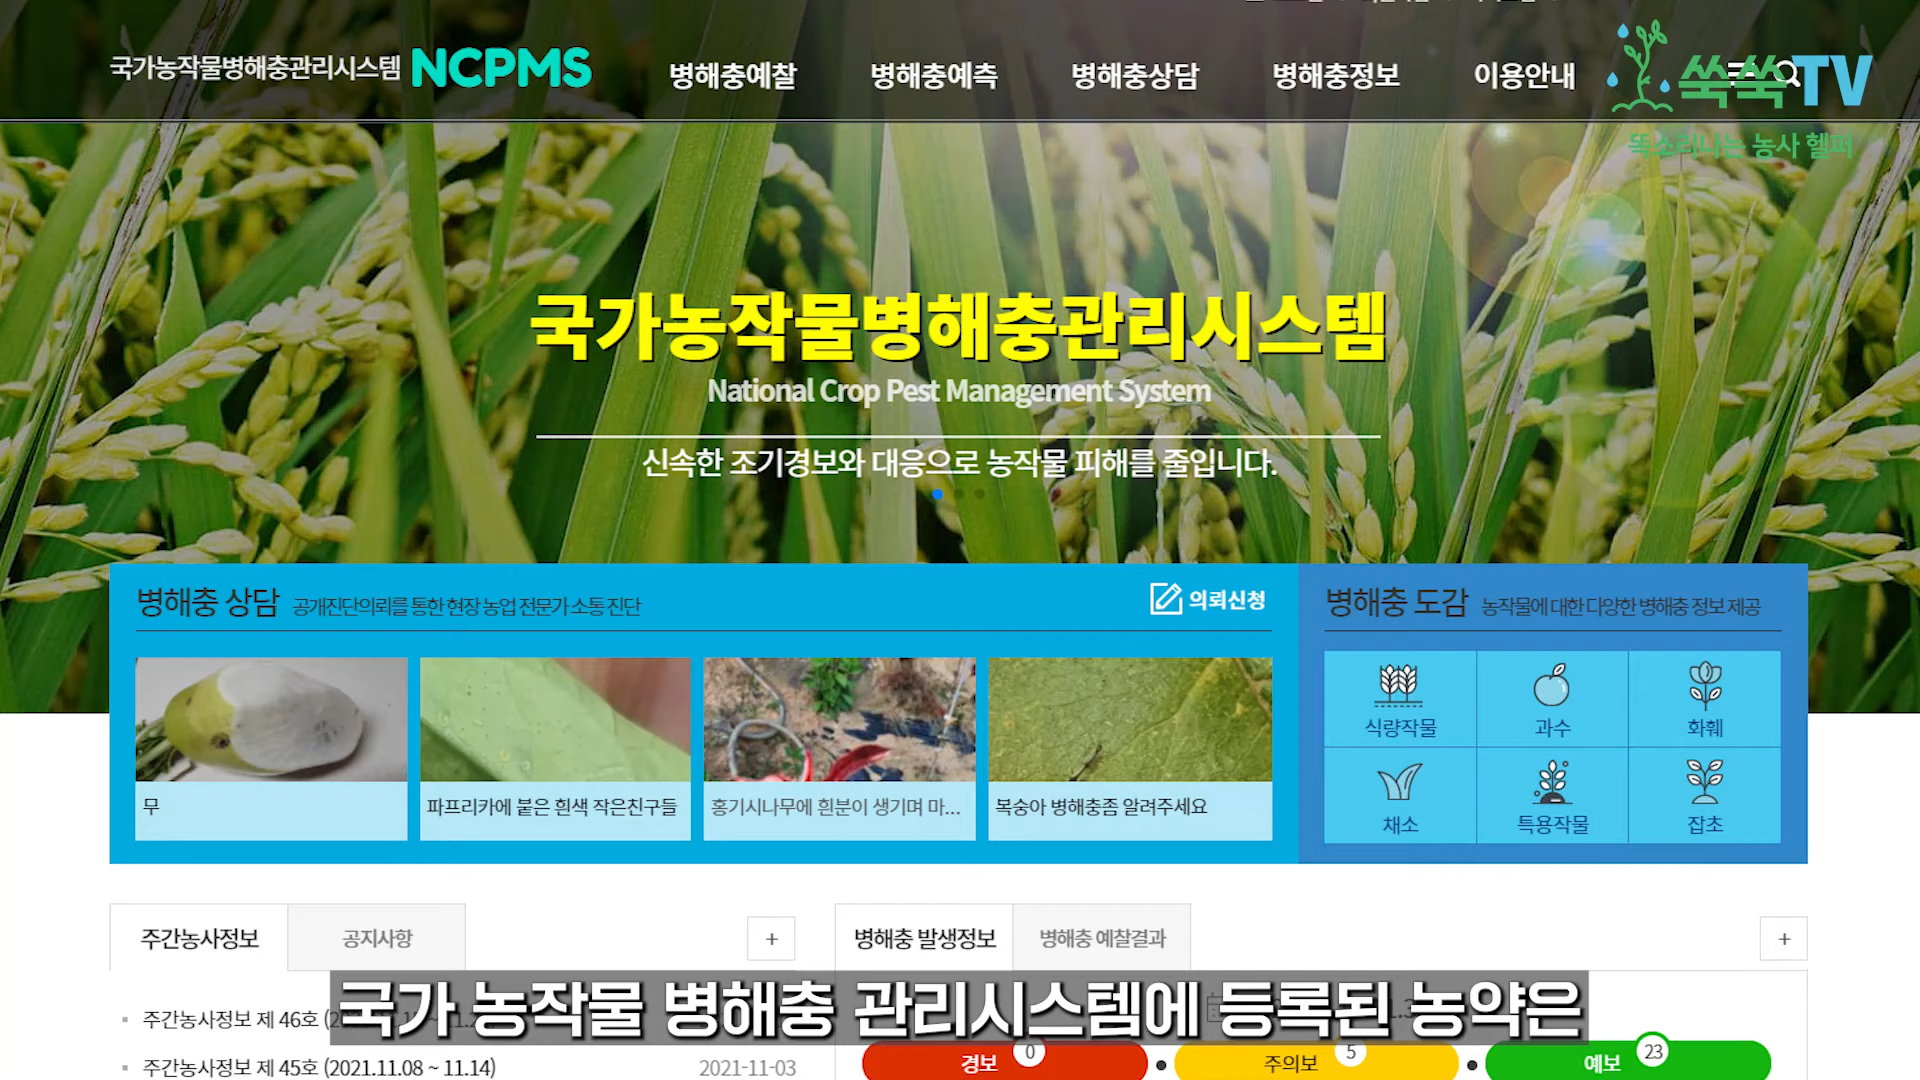 국가농작물병해충관리시스템 NCPMS
병해충예찰 병해충예측 병해충상담 병해충정보 이용안내
쑥쑥TV
똑소리나는 농사 헬퍼
국가농작물병해충관리시스템
National Crop Pest Management System
신속한 조기경보와 대응으로 농작물 피해를 줄입니다.
병해충 상담 공개진단의뢰를 통한 현장 농업 전문가 소통 진단 의뢰신청
무
파프리카에 붙은 흰색 작은친구들
홍기시나무에 흰분이 생기며 마...
복숭아 병해충좀 알려주세요
병해충 도감 농작물에 대한 다양한 병해충 정보 제공
식량작물 과수 화훼
채소 특용작물 잡초
주간농사정보 공지사항 +
병해충 발생정보 병해충 예찰결과 +
주간농사정보 제 46호
국가 농작물 병해충 관리시스템에 등록된 농약은
주간농사정보 제 45호 (2021.11.08 ~ 11.14) 2021-11-03
경보 0 주의보 5 예보 23